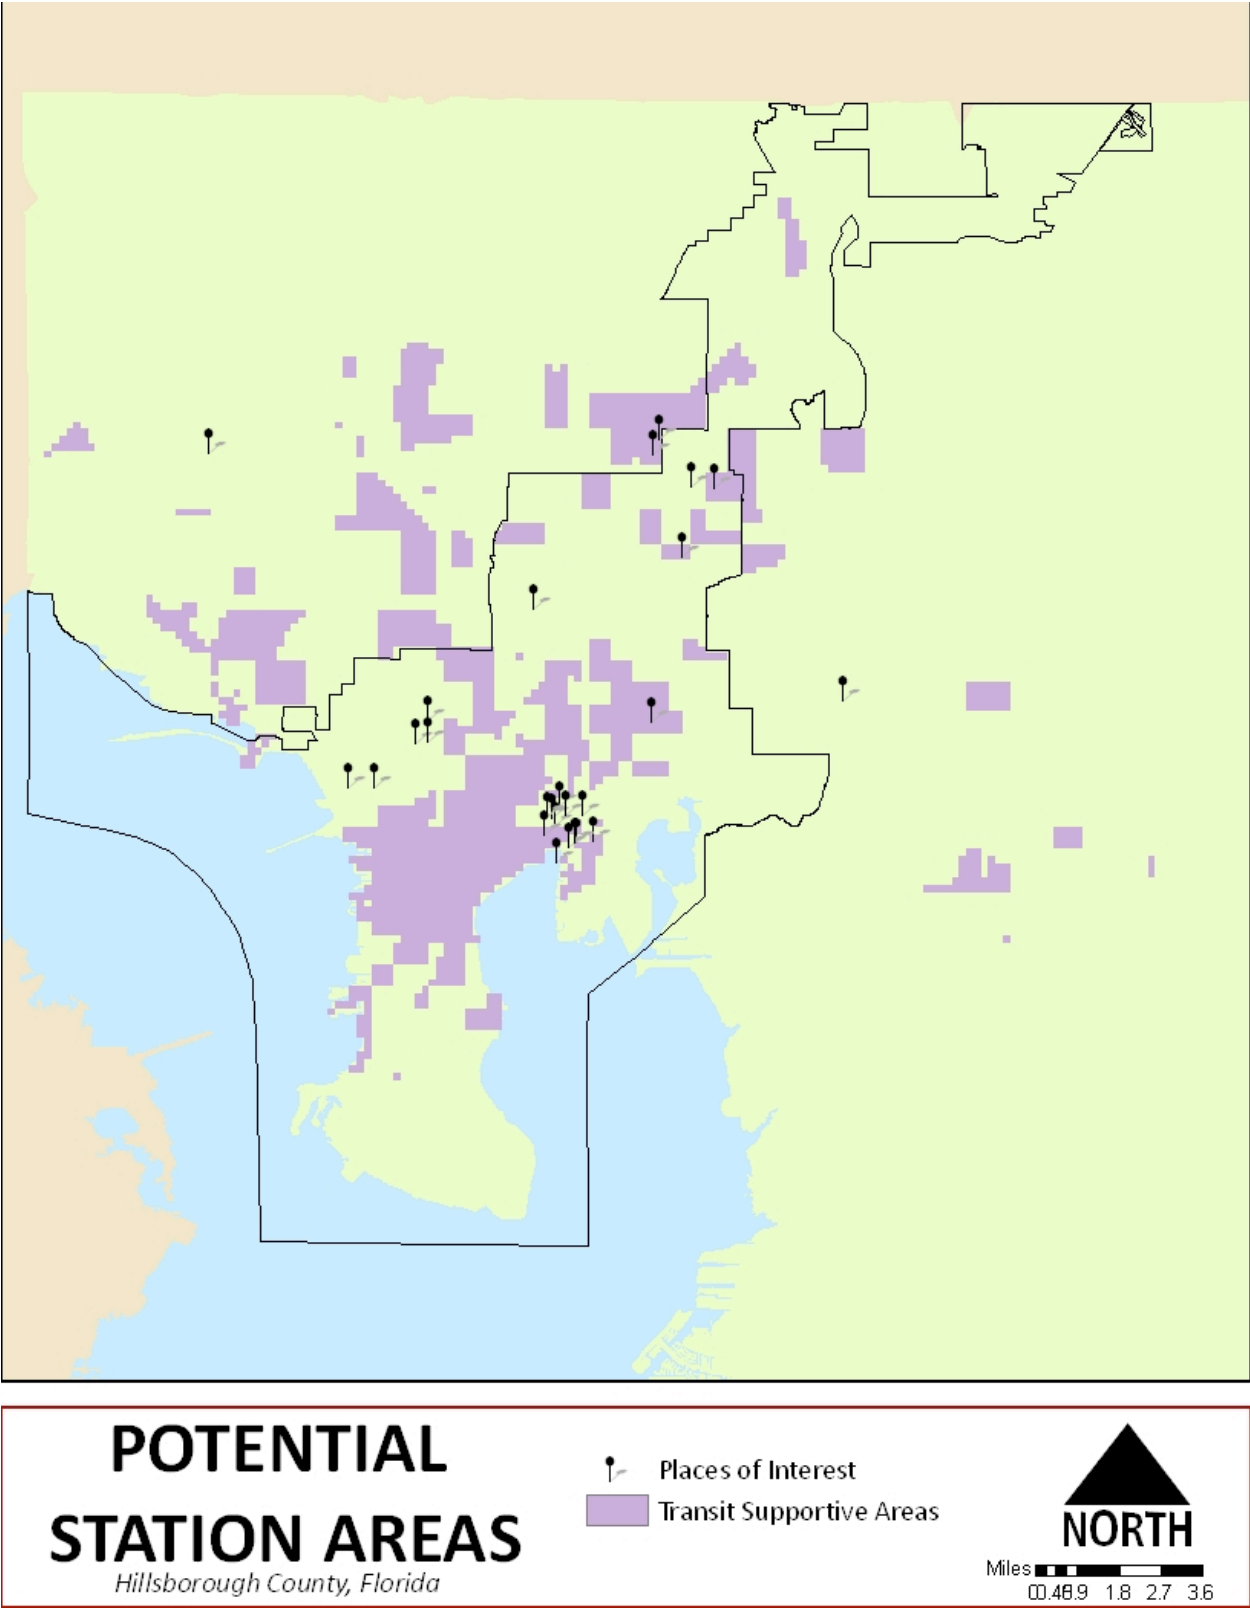 POTENTIAL
STATION AREAS
Hillsborough County, Florida
Places of Interest
Transit Supportive Areas
NORTH
Miles
1.8 2.7 3.6